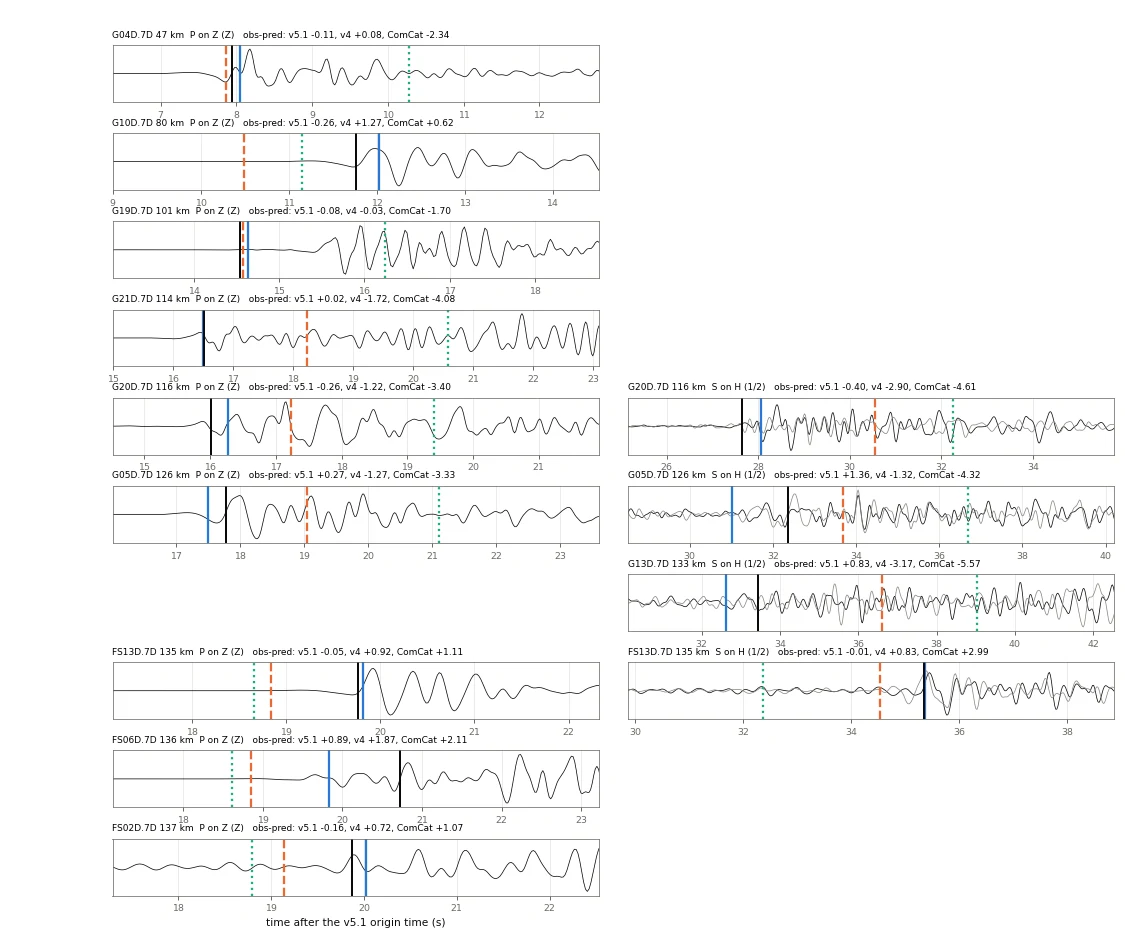 G04D.7D 47 km  P on Z (Z)   obs-pred: v5.1 -0.11, v4 +0.08, ComCat -2.34
7 8 9 10 11 12
G10D.7D 80 km  P on Z (Z)   obs-pred: v5.1 -0.26, v4 +1.27, ComCat +0.62
9 10 11 12 13 14
G19D.7D 101 km  P on Z (Z)   obs-pred: v5.1 -0.08, v4 -0.03, ComCat -1.70
14 15 16 17 18
G21D.7D 114 km  P on Z (Z)   obs-pred: v5.1 +0.02, v4 -1.72, ComCat -4.08
15 16 17 18 19 20 21 22 23
G20D.7D 116 km  P on Z (Z)   obs-pred: v5.1 -0.26, v4 -1.22, ComCat -3.40
15 16 17 18 19 20 21
G20D.7D 116 km  S on H (1/2)   obs-pred: v5.1 -0.40, v4 -2.90, ComCat -4.61
26 28 30 32 34
G05D.7D 126 km  P on Z (Z)   obs-pred: v5.1 +0.27, v4 -1.27, ComCat -3.33
17 18 19 20 21 22 23
G05D.7D 126 km  S on H (1/2)   obs-pred: v5.1 +1.36, v4 -1.32, ComCat -4.32
30 32 34 36 38 40
G13D.7D 133 km  S on H (1/2)   obs-pred: v5.1 +0.83, v4 -3.17, ComCat -5.57
32 34 36 38 40 42
FS13D.7D 135 km  P on Z (Z)   obs-pred: v5.1 -0.05, v4 +0.92, ComCat +1.11
18 19 20 21 22
FS13D.7D 135 km  S on H (1/2)   obs-pred: v5.1 -0.01, v4 +0.83, ComCat +2.99
30 32 34 36 38
FS06D.7D 136 km  P on Z (Z)   obs-pred: v5.1 +0.89, v4 +1.87, ComCat +2.11
18 19 20 21 22 23
FS02D.7D 137 km  P on Z (Z)   obs-pred: v5.1 -0.16, v4 +0.72, ComCat +1.07
18 19 20 21 22
time after the v5.1 origin time (s)